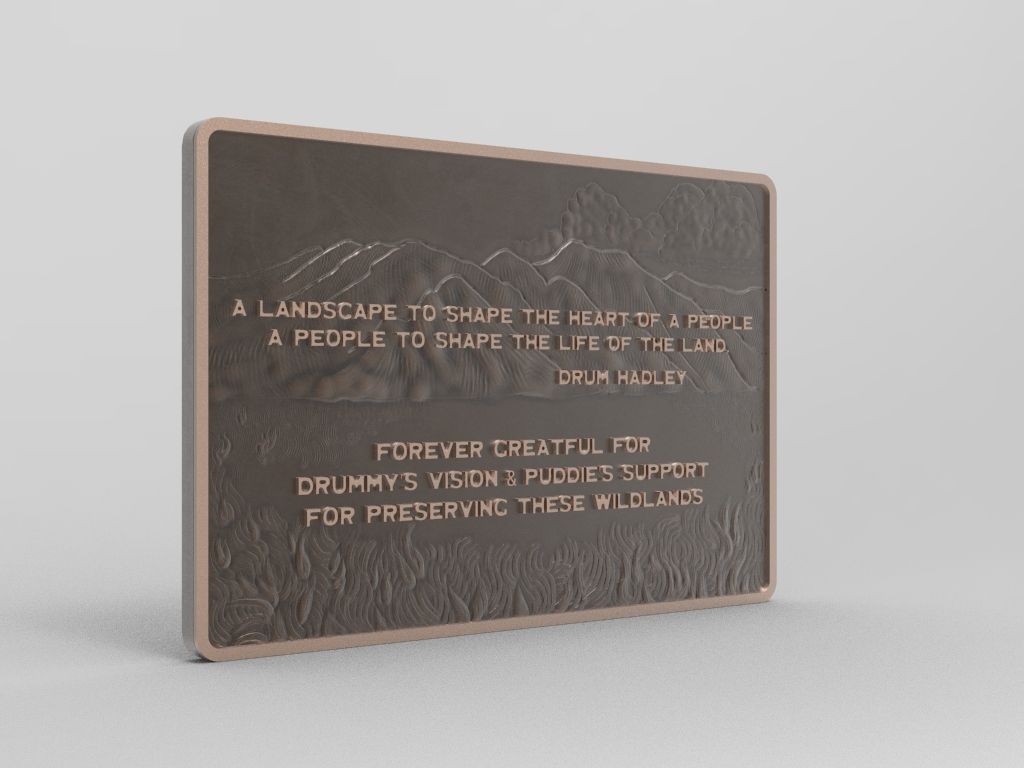 A LANDSCAPE TO SHAPE THE HEART OF A PEOPLE
A PEOPLE TO SHAPE THE LIFE OF THE LAND.
DRUM HADLEY
FOREVER GREATFUL FOR
DRUMMY'S VISION & PUDDIE'S SUPPORT
FOR PRESERVING THESE WILDLANDS